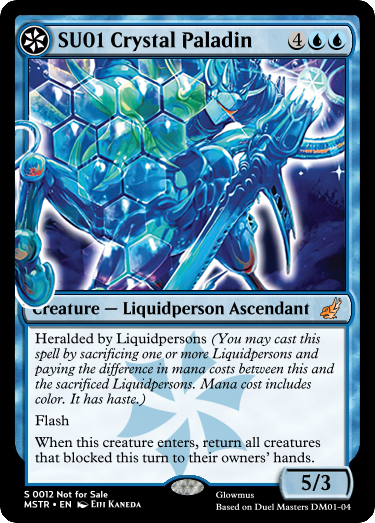 SU01 Crystal Paladin 4
Creature — Liquidperson Ascendant
Heralded by Liquidpersons (You may cast this
spell by sacrificing one or more Liquidpersons and
paying the difference in mana costs between this and
the sacrificed Liquidpersons. Mana cost includes
color. It has haste.)
Flash
When this creature enters, return all creatures
that blocked this turn to their owners' hands.
5/3
S 0012 Not for Sale
MSTR • EN Eiji Kaneda
Glowmus
Based on Duel Masters DM01-04